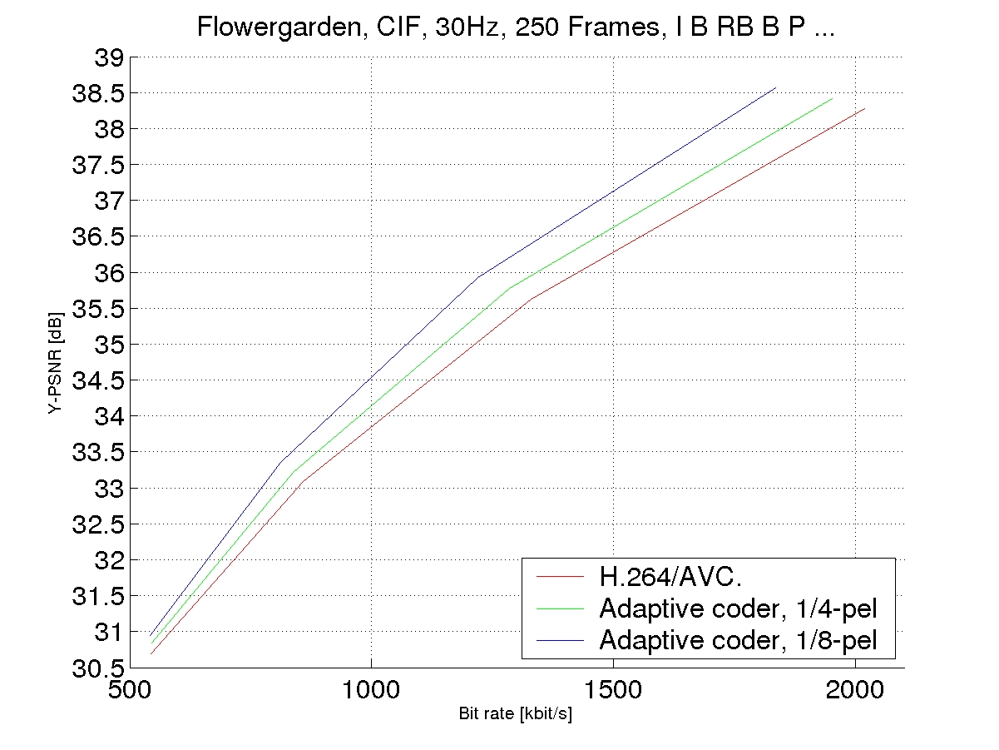 Flowergarden, CIF, 30Hz, 250 Frames, I B RB B P ...
39
38.5
38
37.5
37
36.5
36
35.5
35
34.5
34
33.5
33
32.5
32
31.5
31
30.5
Y-PSNR [dB]
H.264/AVC.
Adaptive coder, 1/4-pel
Adaptive coder, 1/8-pel
500 1000 1500 2000
Bit rate [kbit/s]